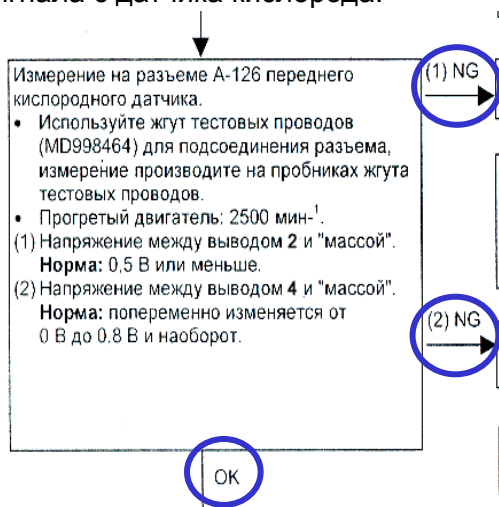 игнала с датчика кислорода.
Измерение на разъеме А-126 переднего
кислородного датчика.
• Используйте жгут тестовых проводов
(MD998464) для подсоединения разъема,
измерение производите на пробниках жгута
тестовых проводов.
• Прогретый двигатель: 2500 мин-¹.
(1) Напряжение между выводом 2 и "массой".
Норма: 0,5 В или меньше.
(2) Напряжение между выводом 4 и "массой".
Норма: попеременно изменяется от
0 В до 0.8 В и наоборот.
(1) NG
(2) NG
OK